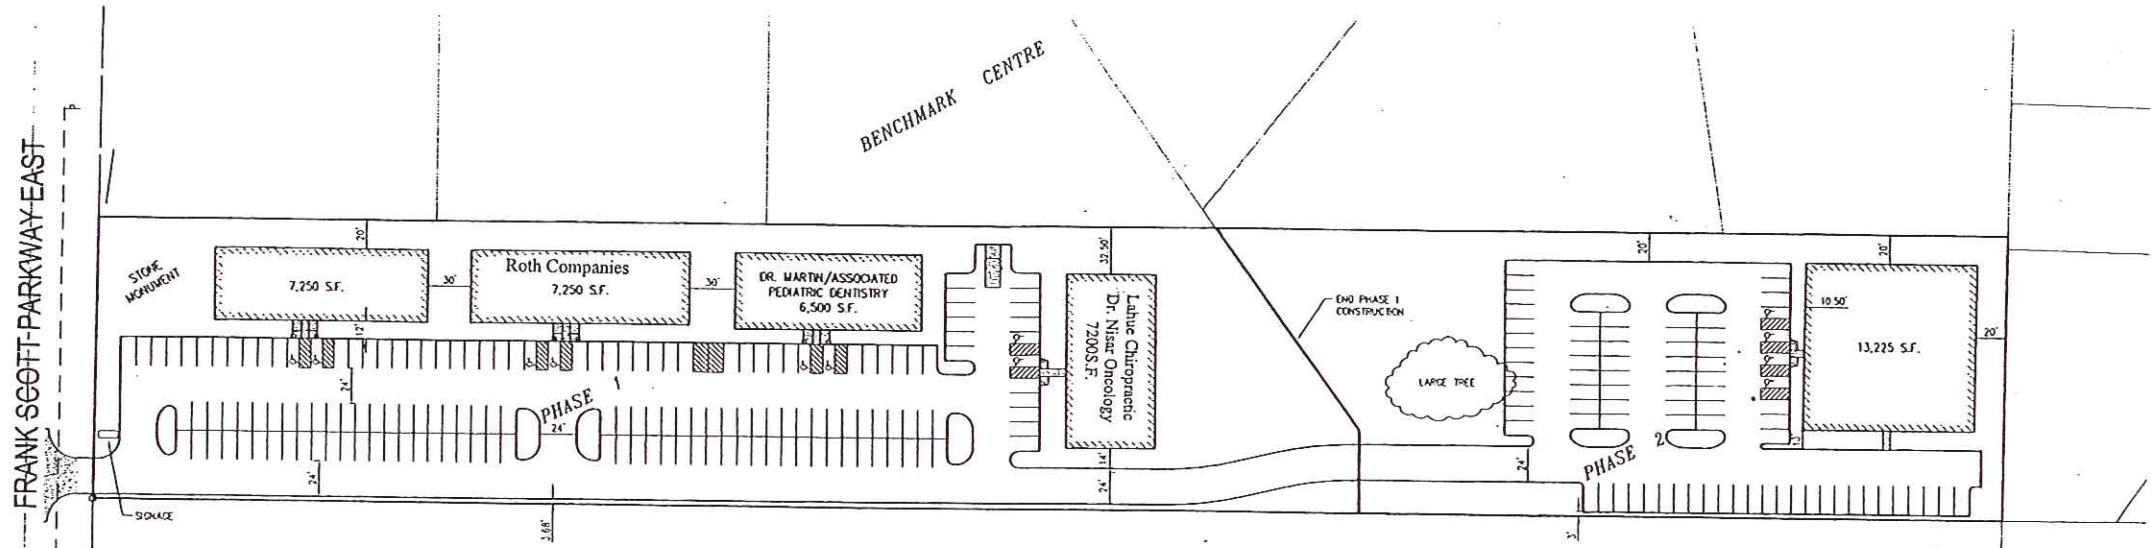 FRANK SCOTT PARKWAY EAST
BENCHMARK CENTRE
STONE
MONUMENT
7,250 S.F.
20'
30'
Roth Companies
7,250 S.F.
30'
DR. MARTIN/ASSOCIATED
PEDIATRIC DENTISTRY
6,500 S.F.
32.50'
Lahue Chiropractic
Dr. Nisar Oncology
7200S.F.
END PHASE 1
CONSTRUCTION
LARGE TREE
20'
20'
10.50'
13,225 S.F.
20'
12'
24'
PHASE 1
24'
24'
14'
24'
24'
PHASE 2
SIGNAGE
3.68'